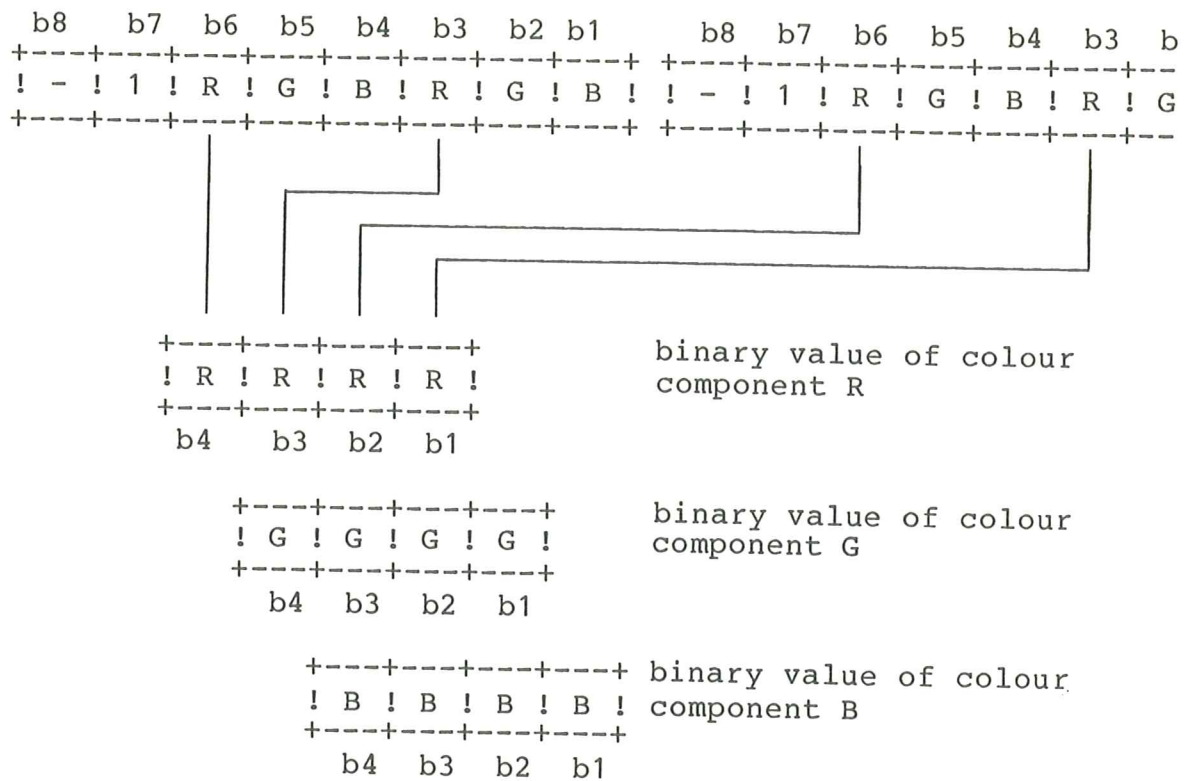 b8 b7 b6 b5 b4 b3 b2 b1 b8 b7 b6 b5 b4 b3 b
+---+---+---+---+---+---+---+---+ +---+---+---+---+---+---+---
! - ! 1 ! R ! G ! B ! R ! G ! B ! ! - ! 1 ! R ! G ! B ! R ! G
+---+---+---+---+---+---+---+---+ +---+---+---+---+---+---+---
+---+---+---+---+
binary value of colour
! R ! R ! R ! R !
component R
+---+---+---+---+
b4 b3 b2 b1
+---+---+---+---+
binary value of colour
! G ! G ! G ! G !
component G
+---+---+---+---+
b4 b3 b2 b1
+---+---+---+---+
binary value of colour
! B ! B ! B ! B !
component B
+---+---+---+---+
b4 b3 b2 b1